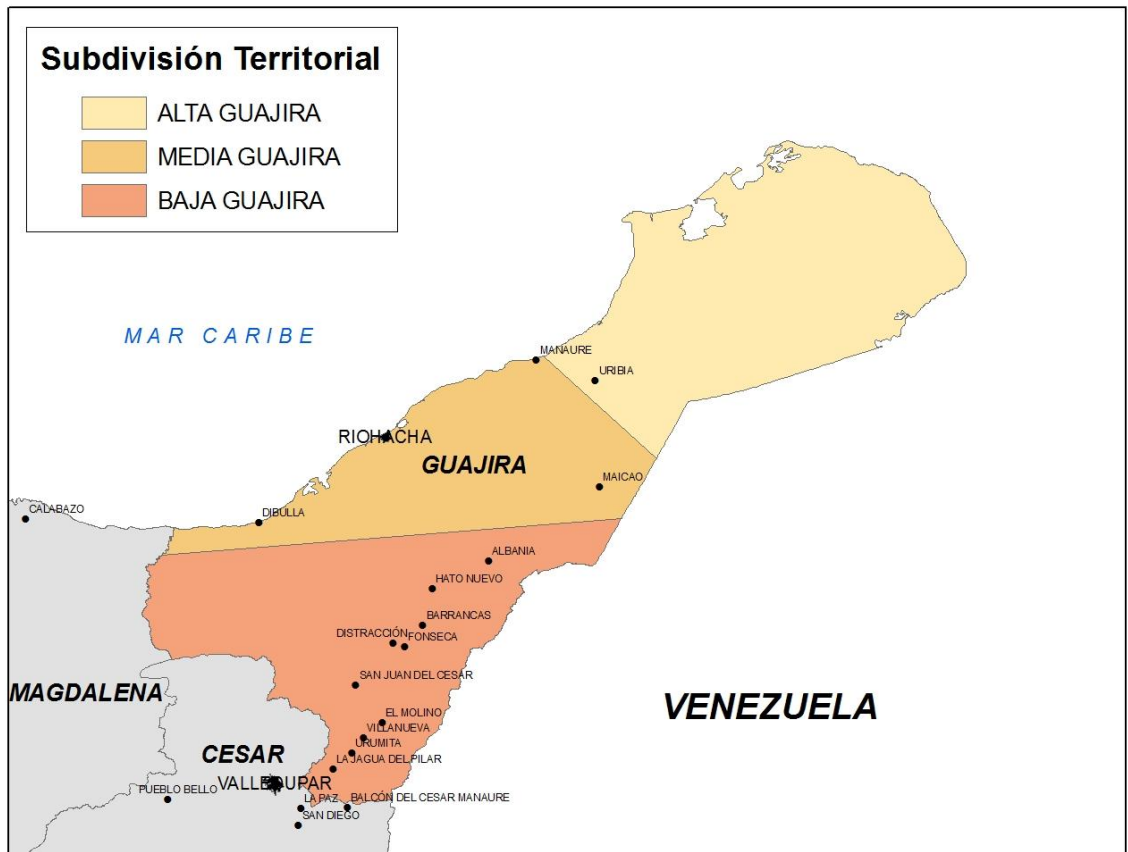 Subdivisión Territorial
ALTA GUAJIRA
MEDIA GUAJIRA
BAJA GUAJIRA
MAR CARIBE
MANAURE
URIBIA
RIOHACHA
GUAJIRA
MAICAO
CALABAZO
DIBULLA
ALBANIA
HATO NUEVO
BARRANCAS
DISTRACCIÓN
FONSECA
SAN JUAN DEL CESAR
MAGDALENA
VENEZUELA
EL MOLINO
VILLANUEVA
URUMITA
CESAR
LA JAGUA DEL PILAR
VALLEDUPAR
PUEBLO BELLO
LA PAZ
BALCÓN DEL CESAR MANAURE
SAN DIEGO